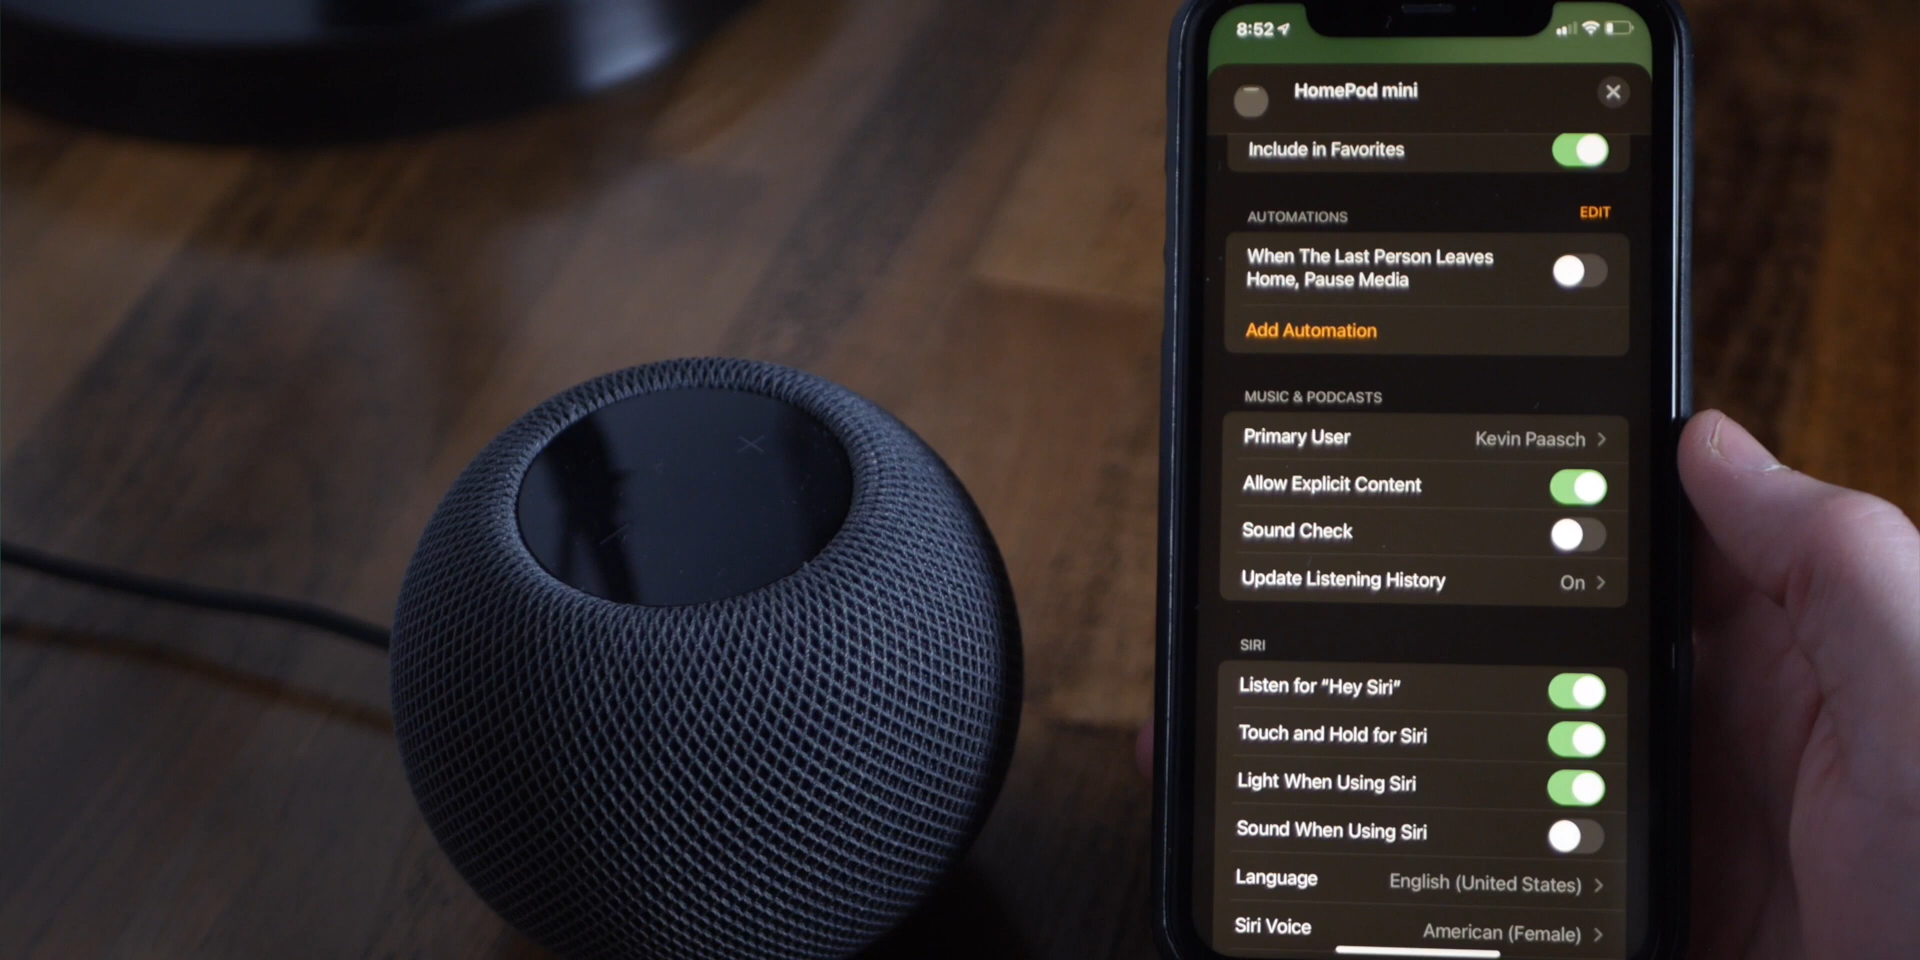 8:52
HomePod mini
Include in Favorites
AUTOMATIONS
EDIT
When The Last Person Leaves
Home, Pause Media
Add Automation
MUSIC & PODCASTS
Primary User
Kevin Paasch
Allow Explicit Content
Sound Check
Update Listening History
On
SIRI
Listen for “Hey Siri”
Touch and Hold for Siri
Light When Using Siri
Sound When Using Siri
Language
English (United States)
Siri Voice
American (Female)